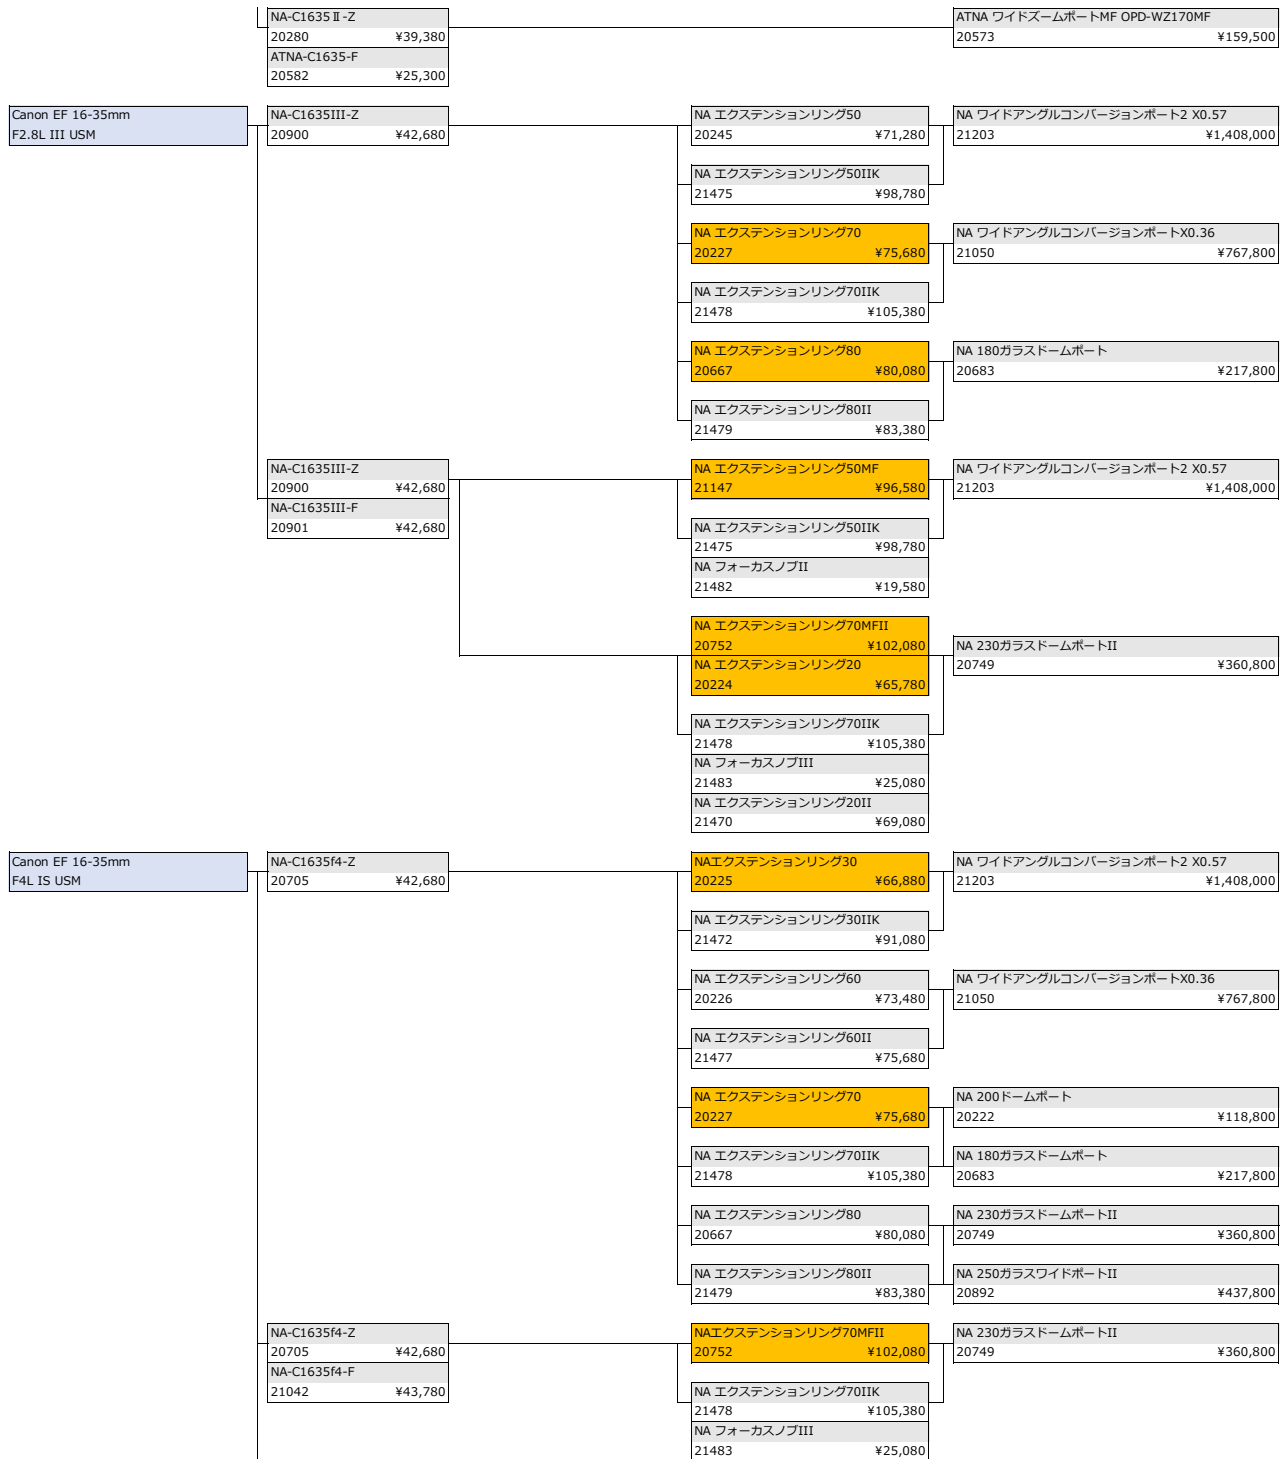 NA-C1635Ⅱ-Z
20280 ¥39,380
ATNA-C1635-F
20582 ¥25,300
ATNA ワイドズームポートMF OPD-WZ170MF
20573 ¥159,500
Canon EF 16-35mm
F2.8L III USM
NA-C1635III-Z
20900 ¥42,680
NA エクステンションリング50
20245 ¥71,280
NA ワイドアングルコンバージョンポート2 X0.57
21203 ¥1,408,000
NA エクステンションリング50IIK
21475 ¥98,780
NA エクステンションリング70
20227 ¥75,680
NA ワイドアングルコンバージョンポートX0.36
21050 ¥767,800
NA エクステンションリング70IIK
21478 ¥105,380
NA エクステンションリング80
20667 ¥80,080
NA 180ガラスドームポート
20683 ¥217,800
NA エクステンションリング80II
21479 ¥83,380
NA-C1635III-Z
20900 ¥42,680
NA-C1635III-F
20901 ¥42,680
NA エクステンションリング50MF
21147 ¥96,580
NA ワイドアングルコンバージョンポート2 X0.57
21203 ¥1,408,000
NA エクステンションリング50IIK
21475 ¥98,780
NA フォーカスノブII
21482 ¥19,580
NA エクステンションリング70MFII
20752 ¥102,080
NA エクステンションリング20
20224 ¥65,780
NA 230ガラスドームポートII
20749 ¥360,800
NA エクステンションリング70IIK
21478 ¥105,380
NA フォーカスノブIII
21483 ¥25,080
NA エクステンションリング20II
21470 ¥69,080
Canon EF 16-35mm
F4L IS USM
NA-C1635f4-Z
20705 ¥42,680
NAエクステンションリング30
20225 ¥66,880
NA ワイドアングルコンバージョンポート2 X0.57
21203 ¥1,408,000
NA エクステンションリング30IIK
21472 ¥91,080
NA エクステンションリング60
20226 ¥73,480
NA ワイドアングルコンバージョンポートX0.36
21050 ¥767,800
NA エクステンションリング60II
21477 ¥75,680
NA エクステンションリング70
20227 ¥75,680
NA 200ドームポート
20222 ¥118,800
NA エクステンションリング70IIK
21478 ¥105,380
NA 180ガラスドームポート
20683 ¥217,800
NA エクステンションリング80
20667 ¥80,080
NA 230ガラスドームポートII
20749 ¥360,800
NA エクステンションリング80II
21479 ¥83,380
NA 250ガラスワイドポートII
20892 ¥437,800
NA-C1635f4-Z
20705 ¥42,680
NA-C1635f4-F
21042 ¥43,780
NAエクステンションリング70MFII
20752 ¥102,080
NA 230ガラスドームポートII
20749 ¥360,800
NA エクステンションリング70IIK
21478 ¥105,380
NA フォーカスノブIII
21483 ¥25,080